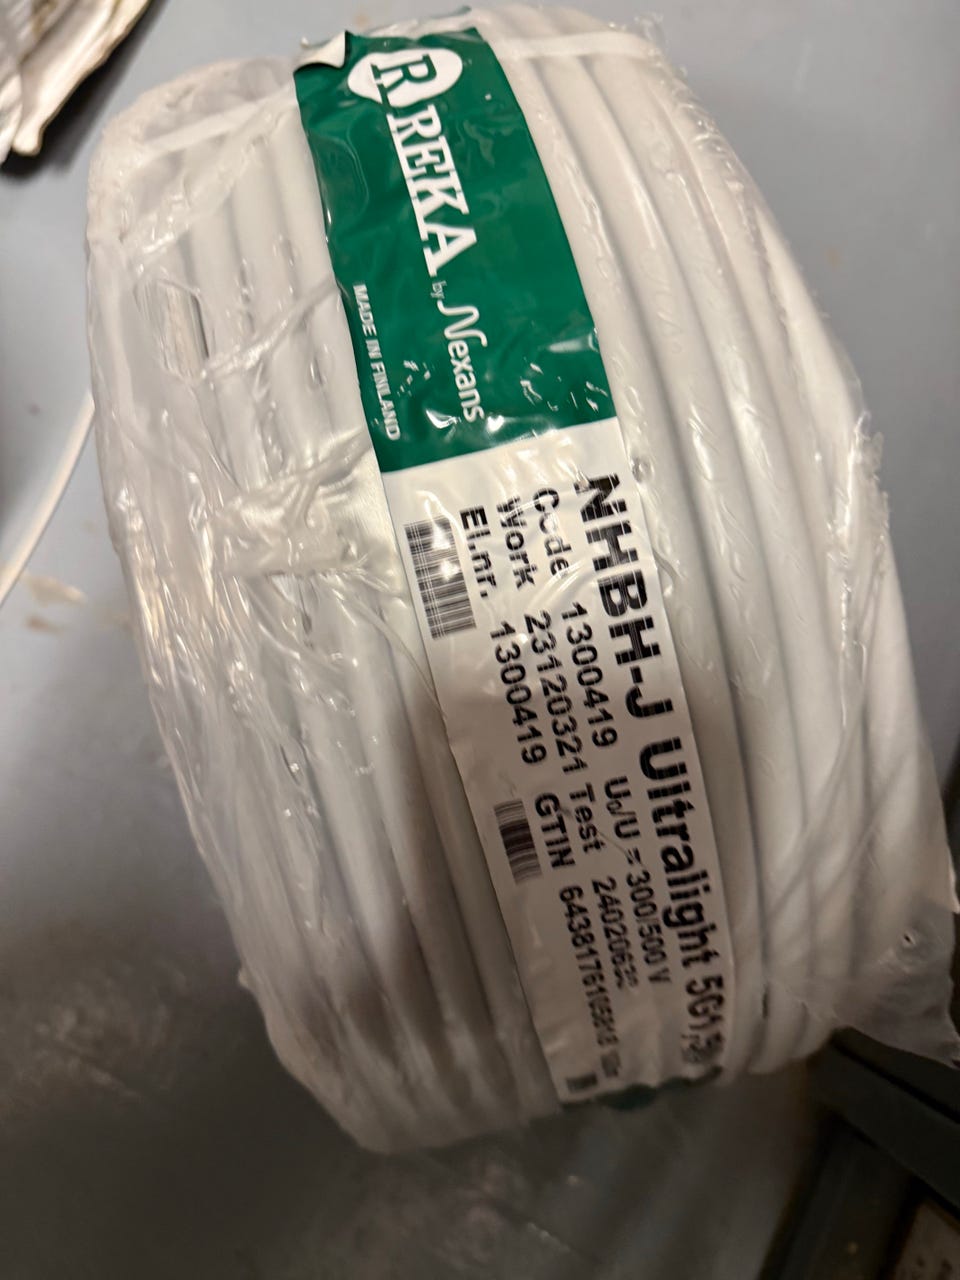 R REKA by Nexans
MADE IN FINLAND
NHBH-J Ultralight
Code 1300419 U₀/U = 300/500 V
Work 23120321 Test
El.nr. 1300419 GTIN